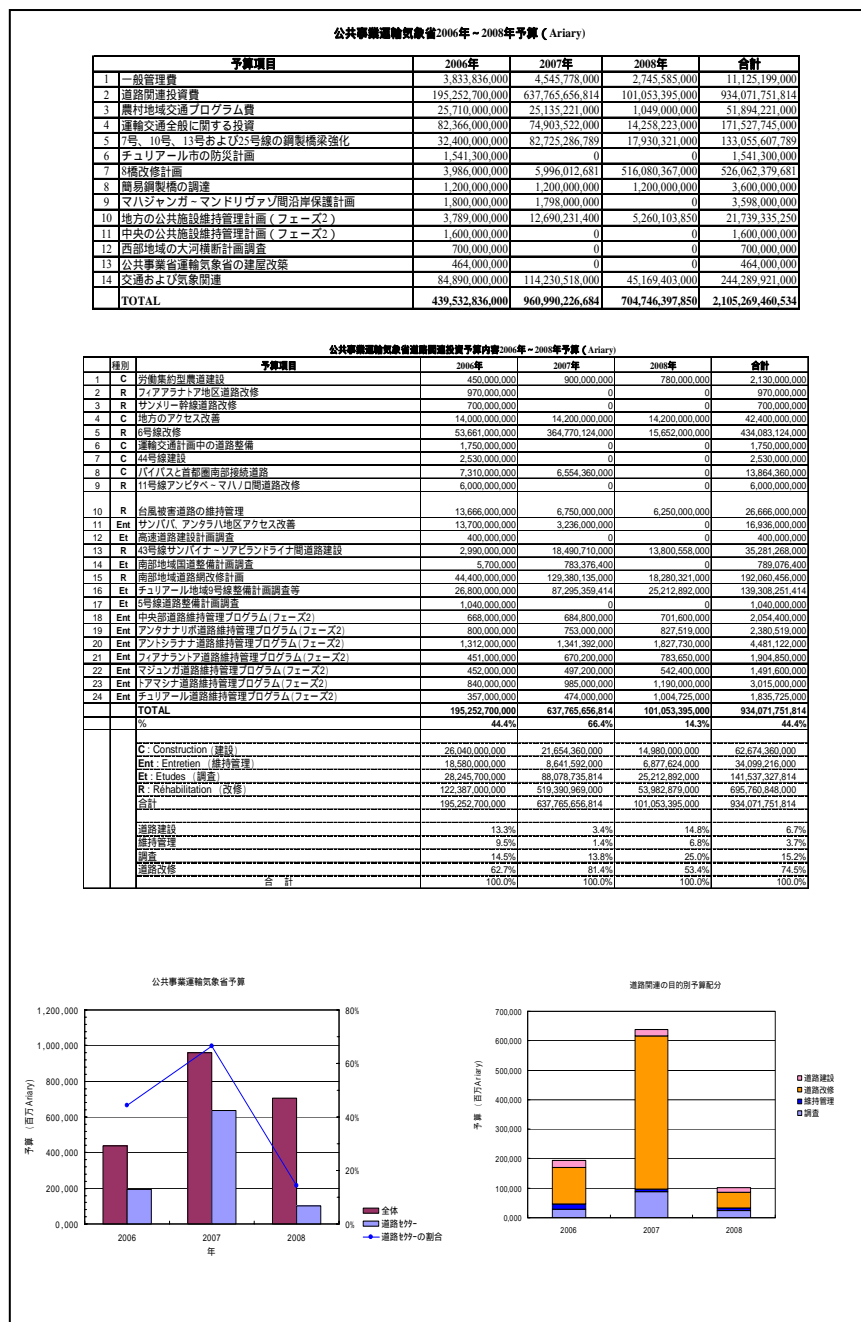 公共事業運輸気象省2006年~2008年予算(Ariary)
予算項目 2006年 2007年 2008年 合計
1 一般管理費 3,833,836,000 4,545,778,000 2,745,585,000 11,125,199,000
2 道路関連投資費 195,252,700,000 637,765,656,814 101,053,395,000 934,071,751,814
3 農村地域交通プログラム費 25,710,000,000 25,135,221,000 1,049,000,000 51,894,221,000
4 運輸交通全般に関する投資 82,366,000,000 74,903,522,000 14,258,223,000 171,527,745,000
5 7号、10号、13号および25号線の鋼製橋梁強化 32,400,000,000 82,725,286,789 17,930,321,000 133,055,607,789
6 チュリアール市の防災計画 1,541,300,000 0 0 1,541,300,000
7 8橋改修計画 3,986,000,000 5,996,012,681 516,080,367,000 526,062,379,681
8 簡易鋼製橋の調達 1,200,000,000 1,200,000,000 1,200,000,000 3,600,000,000
9 マハジャンガ~マンドリヴァゾ間沿岸保護計画 1,800,000,000 1,798,000,000 0 3,598,000,000
10 地方の公共施設維持管理計画(フェーズ2) 3,789,000,000 12,690,231,400 5,260,103,850 21,739,335,250
11 中央の公共施設維持管理計画(フェーズ2) 1,600,000,000 0 0 1,600,000,000
12 西部地域の大河横断計画調査 700,000,000 0 0 700,000,000
13 公共事業省運輸気象省の建屋改築 464,000,000 0 0 464,000,000
14 交通および気象関連 84,890,000,000 114,230,518,000 45,169,403,000 244,289,921,000
TOTAL 439,532,836,000 960,990,226,684 704,746,397,850 2,105,269,460,534
公共事業運輸気象省道路関連投資予算内容2006年~2008年予算(Ariary)
種別 予算項目 2006年 2007年 2008年 合計
1 C 労働集約型農道建設 450,000,000 900,000,000 780,000,000 2,130,000,000
2 R フィアアラナトア地区道路改修 970,000,000 0 0 970,000,000
3 R サンメリー幹線道路改修 700,000,000 0 0 700,000,000
4 C 地方のアクセス改善 14,000,000,000 14,200,000,000 14,200,000,000 42,400,000,000
5 R 6号線改修 53,661,000,000 364,770,124,000 15,652,000,000 434,083,124,000
6 C 運輸交通計画中の道路整備 1,750,000,000 0 0 1,750,000,000
7 C 44号線建設 2,530,000,000 0 0 2,530,000,000
8 C バイパスと首都圏南部接続道路 7,310,000,000 6,554,360,000 0 13,864,360,000
9 R 11号線アンピタベ~マハノロ間道路改修 6,000,000,000 0 0 6,000,000,000
10 R 台風被害道路の維持管理 13,666,000,000 6,750,000,000 6,250,000,000 26,666,000,000
11 Ent サンババ、アンタラハ地区アクセス改善 13,700,000,000 3,236,000,000 0 16,936,000,000
12 Et 高速道路建設計画調査 400,000,000 0 0 400,000,000
13 R 43号線サンバイナ~ソアビランドライナ間道路建設 2,990,000,000 18,490,710,000 13,800,558,000 35,281,268,000
14 Et 南部地域国道整備計画調査 5,700,000 783,376,400 0 789,076,400
15 R 南部地域道路網改修計画 44,400,000,000 129,380,135,000 18,280,321,000 192,060,456,000
16 Et チュリアール地域9号線整備計画調査等 26,800,000,000 87,295,359,414 25,212,892,000 139,308,251,414
17 Et 5号線道路整備計画調査 1,040,000,000 0 0 1,040,000,000
18 Ent 中央部道路維持管理プログラム(フェーズ2) 668,000,000 684,800,000 701,600,000 2,054,400,000
19 Ent アンタナナリボ道路維持管理プログラム(フェーズ2) 800,000,000 753,000,000 827,519,000 2,380,519,000
20 Ent アントシラナナ道路維持管理プログラム(フェーズ2) 1,312,000,000 1,341,392,000 1,827,730,000 4,481,122,000
21 Ent フィアナラントア道路維持管理プログラム(フェーズ2) 451,000,000 670,200,000 783,650,000 1,904,850,000
22 Ent マジュンガ道路維持管理プログラム(フェーズ2) 452,000,000 497,200,000 542,400,000 1,491,600,000
23 Ent トアマシナ道路維持管理プログラム(フェーズ2) 840,000,000 985,000,000 1,190,000,000 3,015,000,000
24 Ent チュリアール道路維持管理プログラム(フェーズ2) 357,000,000 474,000,000 1,004,725,000 1,835,725,000
TOTAL 195,252,700,000 637,765,656,814 101,053,395,000 934,071,751,814
% 44.4% 66.4% 14.3% 44.4%
C : Construction (建設) 26,040,000,000 21,654,360,000 14,980,000,000 62,674,360,000
Ent : Entretien (維持管理) 18,580,000,000 8,641,592,000 6,877,624,000 34,099,216,000
Et : Etudes (調査) 28,245,700,000 88,078,735,814 25,212,892,000 141,537,327,814
R : Réhabilitation (改修) 122,387,000,000 519,390,969,000 53,982,879,000 695,760,848,000
合計 195,252,700,000 637,765,656,814 101,053,395,000 934,071,751,814
道路建設 13.3% 3.4% 14.8% 6.7%
維持管理 9.5% 1.4% 6.8% 3.7%
調査 14.5% 13.8% 25.0% 15.2%
道路改修 62.7% 81.4% 53.4% 74.5%
合 計 100.0% 100.0% 100.0% 100.0%
公共事業運輸気象省予算
1,200,000
1,000,000
0,800,000
0,600,000
0,400,000
0,200,000
0,000
80%
60%
40%
20%
0%
予算 (百万Ariary)
2006 2007 2008
年
全体
道路セクター
道路セクターの割合
道路関連の目的別予算配分
700,000
600,000
500,000
400,000
300,000
200,000
0,100,000
0,000
予算 (百万Ariary)
2006 2007 2008
道路建設
道路改修
維持管理
調査